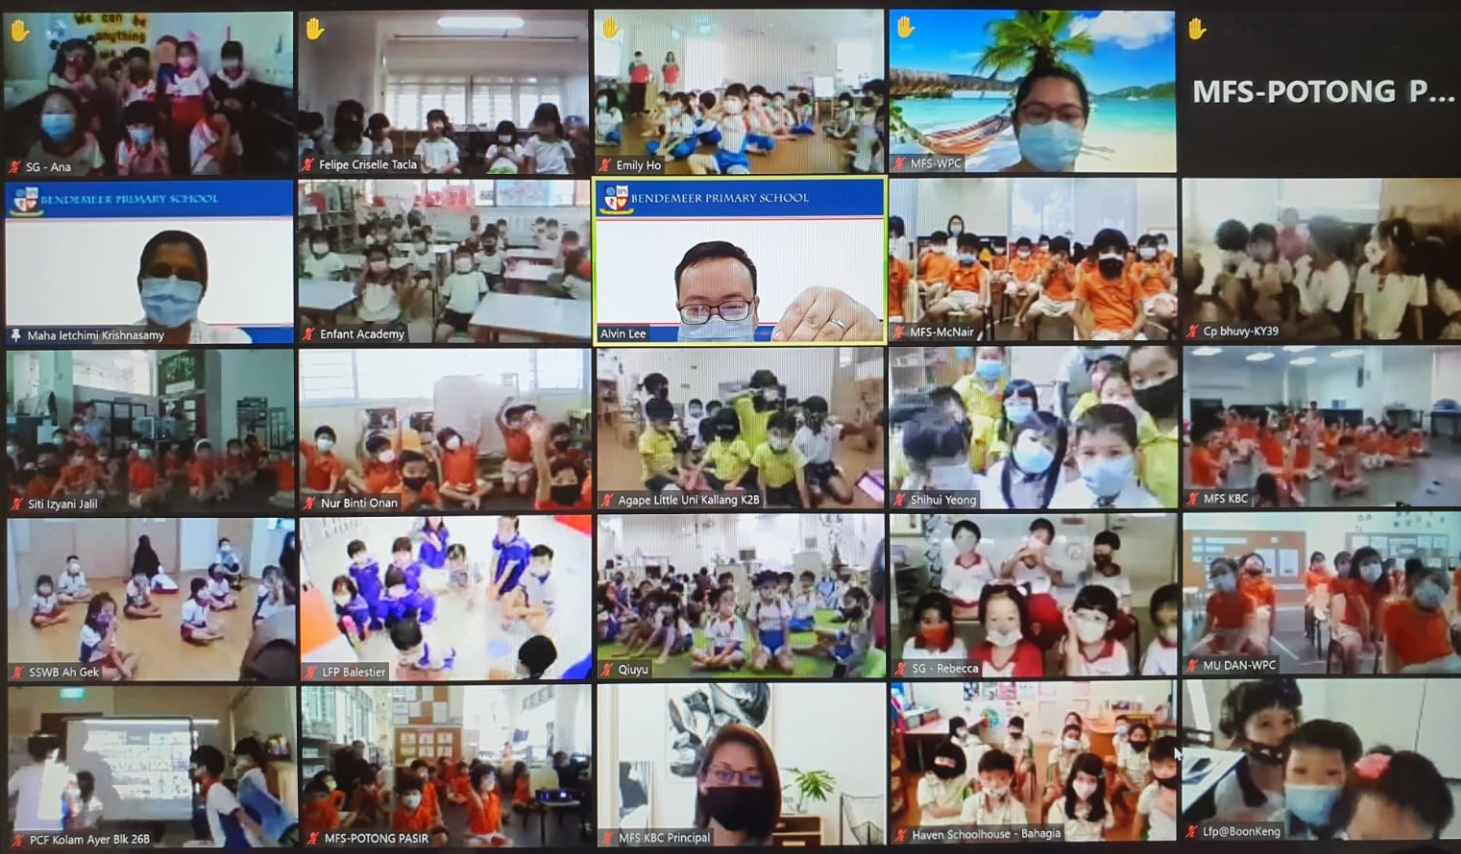 We can be
anything
SG - Ana
Felipe Criselle Tacla
Emily Ho
MFS-WPC
MFS-POTONG P...
BENDEMEER PRIMARY SCHOOL
Maha letchimi Krishnasamy
Enfant Academy
BENDEMEER PRIMARY SCHOOL
Alvin Lee
MFS-McNair
Cp bhuvy-KY39
Siti Izyani Jalil
Nur Binti Onan
Agape Little Uni Kallang K2B
Shihui Yeong
MFS KBC
SSWB Ah Gek
LFP Balestier
Qiuyu
SG - Rebecca
MU DAN-WPC
PCF Kolam Ayer Blk 26B
MFS-POTONG PASIR
MFS KBC Principal
Haven Schoolhouse - Bahagia
Lfp@BoonKeng